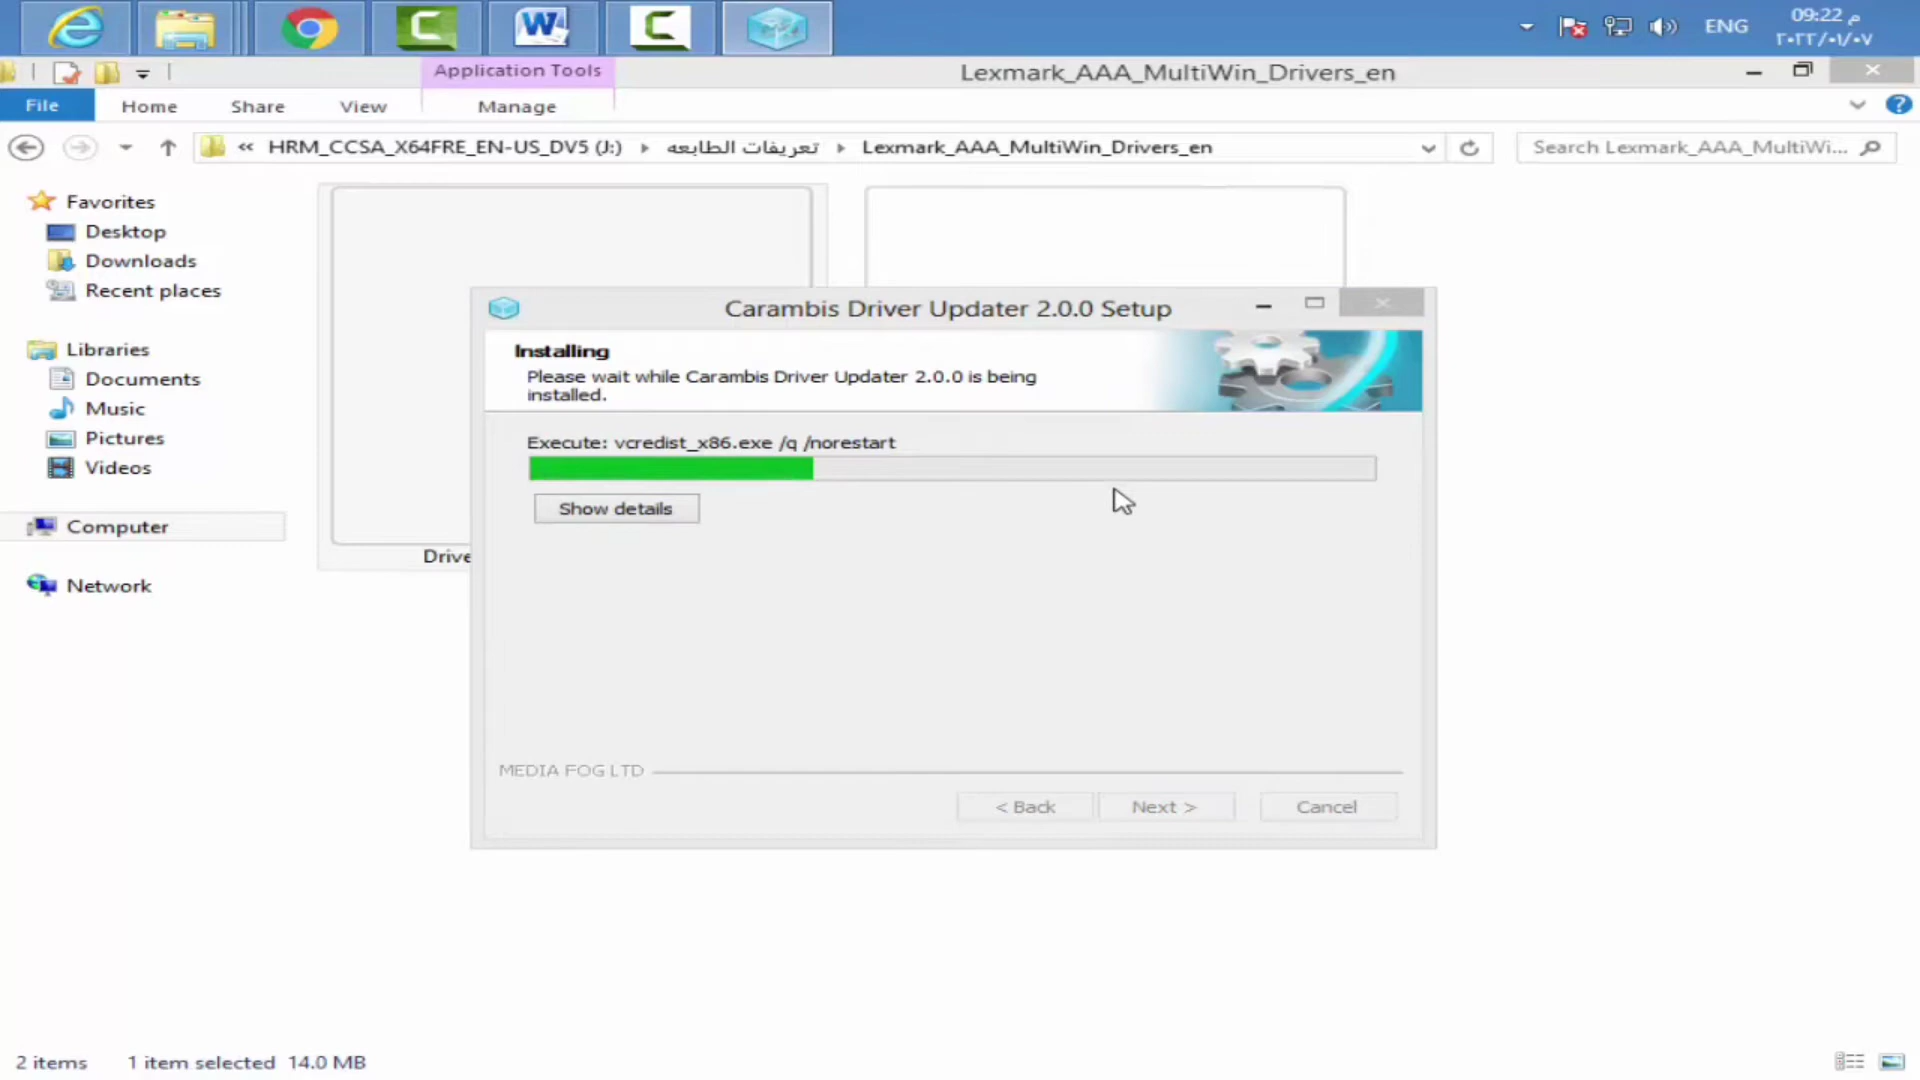 ENG
09:22 م
٢٠٢٢/٠١/٠٧
Application Tools
Lexmark_AAA_MultiWin_Drivers_en
File
Home
Share
View
Manage
« HRM_CCSA_X64FRE_EN-US_DV5 (J:)
تعريفات الطابعه
Lexmark_AAA_MultiWin_Drivers_en
Search Lexmark_AAA_MultiWi...
Favorites
Desktop
Downloads
Recent places
Libraries
Documents
Music
Pictures
Videos
Computer
Network
Drive
Carambis Driver Updater 2.0.0 Setup
Installing
Please wait while Carambis Driver Updater 2.0.0 is being
installed.
Execute: vcredist_x86.exe /q /norestart
Show details
MEDIA FOG LTD
< Back
Next >
Cancel
2 items 1 item selected 14.0 MB